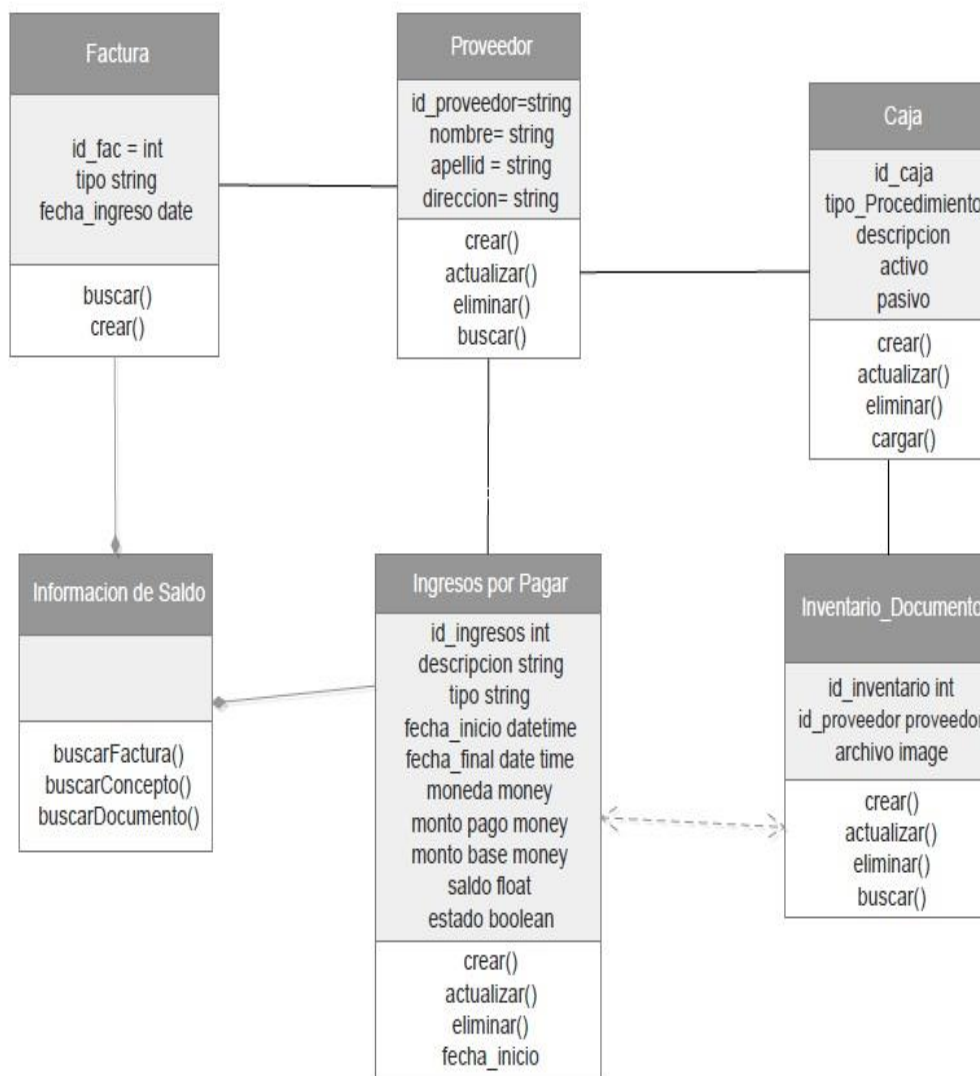 Factura
id_fac = int
tipo string
fecha_ingreso date
buscar()
crear()
Proveedor
id_proveedor=string
nombre= string
apellid = string
direccion= string
crear()
actualizar()
eliminar()
buscar()
Caja
id_caja
tipo_Procedimiento
descripcion
activo
pasivo
crear()
actualizar()
eliminar()
cargar()
Informacion de Saldo
buscarFactura()
buscarConcepto()
buscarDocumento()
Ingresos por Pagar
id_ingresos int
descripcion string
tipo string
fecha_inicio datetime
fecha_final date time
moneda money
monto pago money
monto base money
saldo float
estado boolean
crear()
actualizar()
eliminar()
fecha_inicio
Inventario_Documento
id_inventario int
id_proveedor proveedor
archivo image
crear()
actualizar()
eliminar()
buscar()